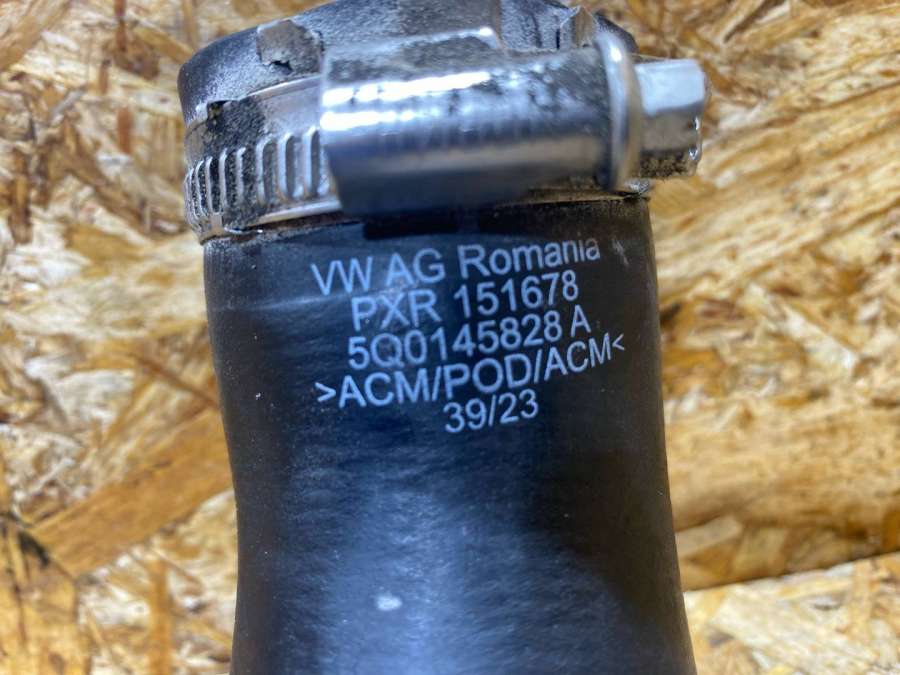 VW AG Romania
PXR 151678
5Q0145828 A
>ACM/POD/ACM<
39/23